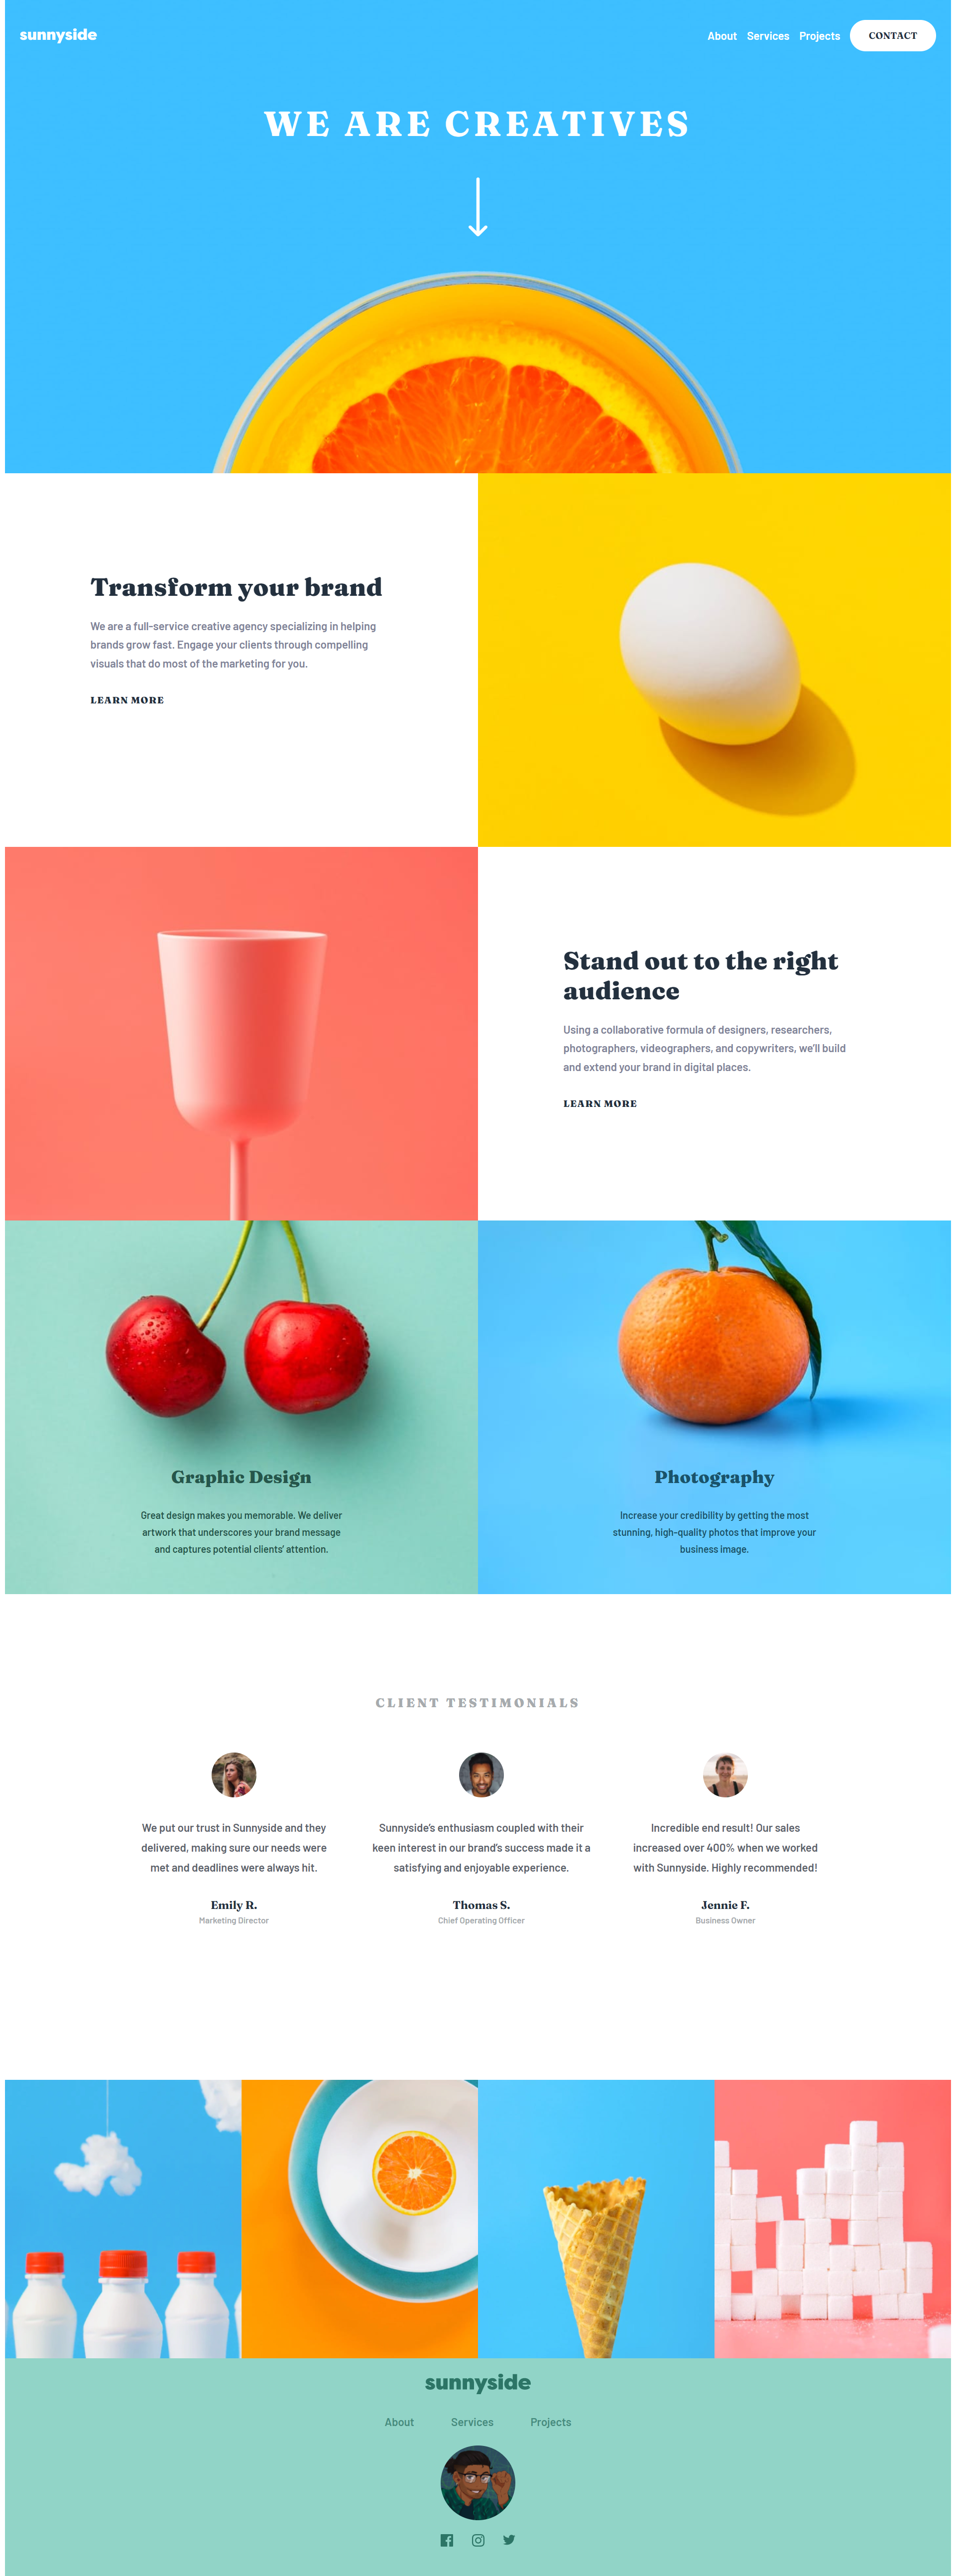 sunnyside
About Services Projects CONTACT
WE ARE CREATIVES
Transform your brand
We are a full-service creative agency specializing in helping
brands grow fast. Engage your clients through compelling
visuals that do most of the marketing for you.
LEARN MORE
Stand out to the right
audience
Using a collaborative formula of designers, researchers,
photographers, videographers, and copywriters, we'll build
and extend your brand in digital places.
LEARN MORE
Graphic Design
Great design makes you memorable. We deliver
artwork that underscores your brand message
and captures potential clients' attention.
Photography
Increase your credibility by getting the most
stunning, high-quality photos that improve your
business image.
CLIENT TESTIMONIALS
We put our trust in Sunnyside and they
delivered, making sure our needs were
met and deadlines were always hit.
Emily R.
Marketing Director
Sunnyside's enthusiasm coupled with their
keen interest in our brand's success made it a
satisfying and enjoyable experience.
Thomas S.
Chief Operating Officer
Incredible end result! Our sales
increased over 400% when we worked
with Sunnyside. Highly recommended!
Jennie F.
Business Owner
sunnyside
About Services Projects